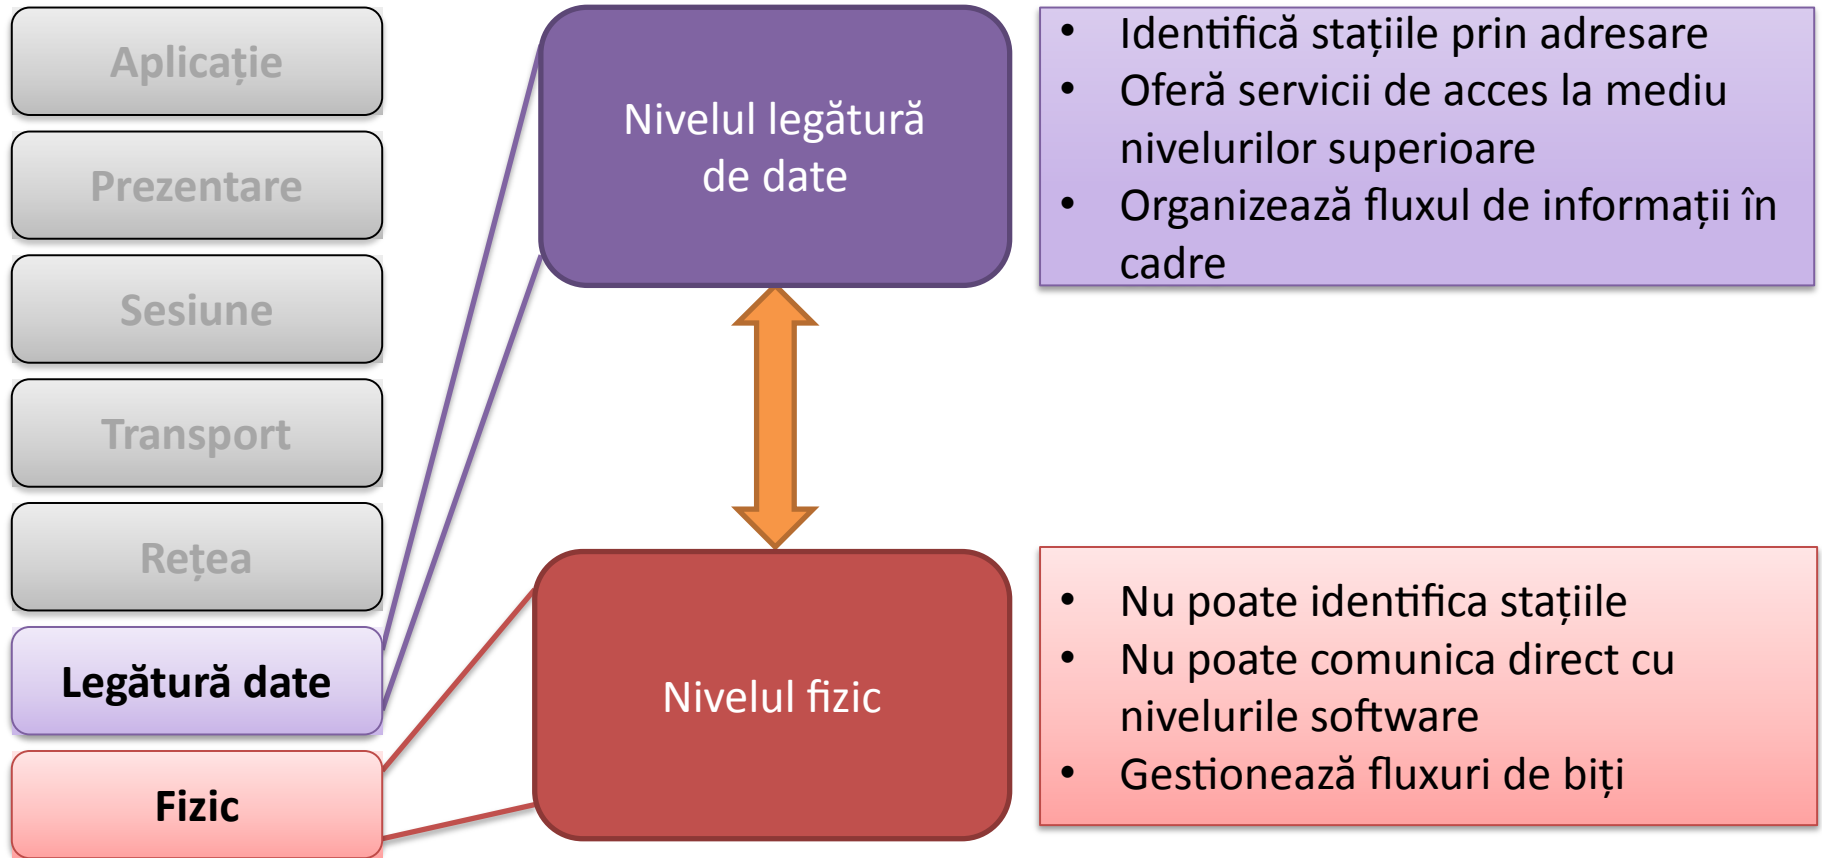 Aplicație
Prezentare
Sesiune
Transport
Rețea
Legătură date
Fizic
Nivelul legătură
de date
• Identifică stațiile prin adresare
• Oferă servicii de acces la mediu
nivelurilor superioare
• Organizează fluxul de informații în
cadre
Nivelul fizic
• Nu poate identifica stațiile
• Nu poate comunica direct cu
nivelurile software
• Gestionează fluxuri de biți